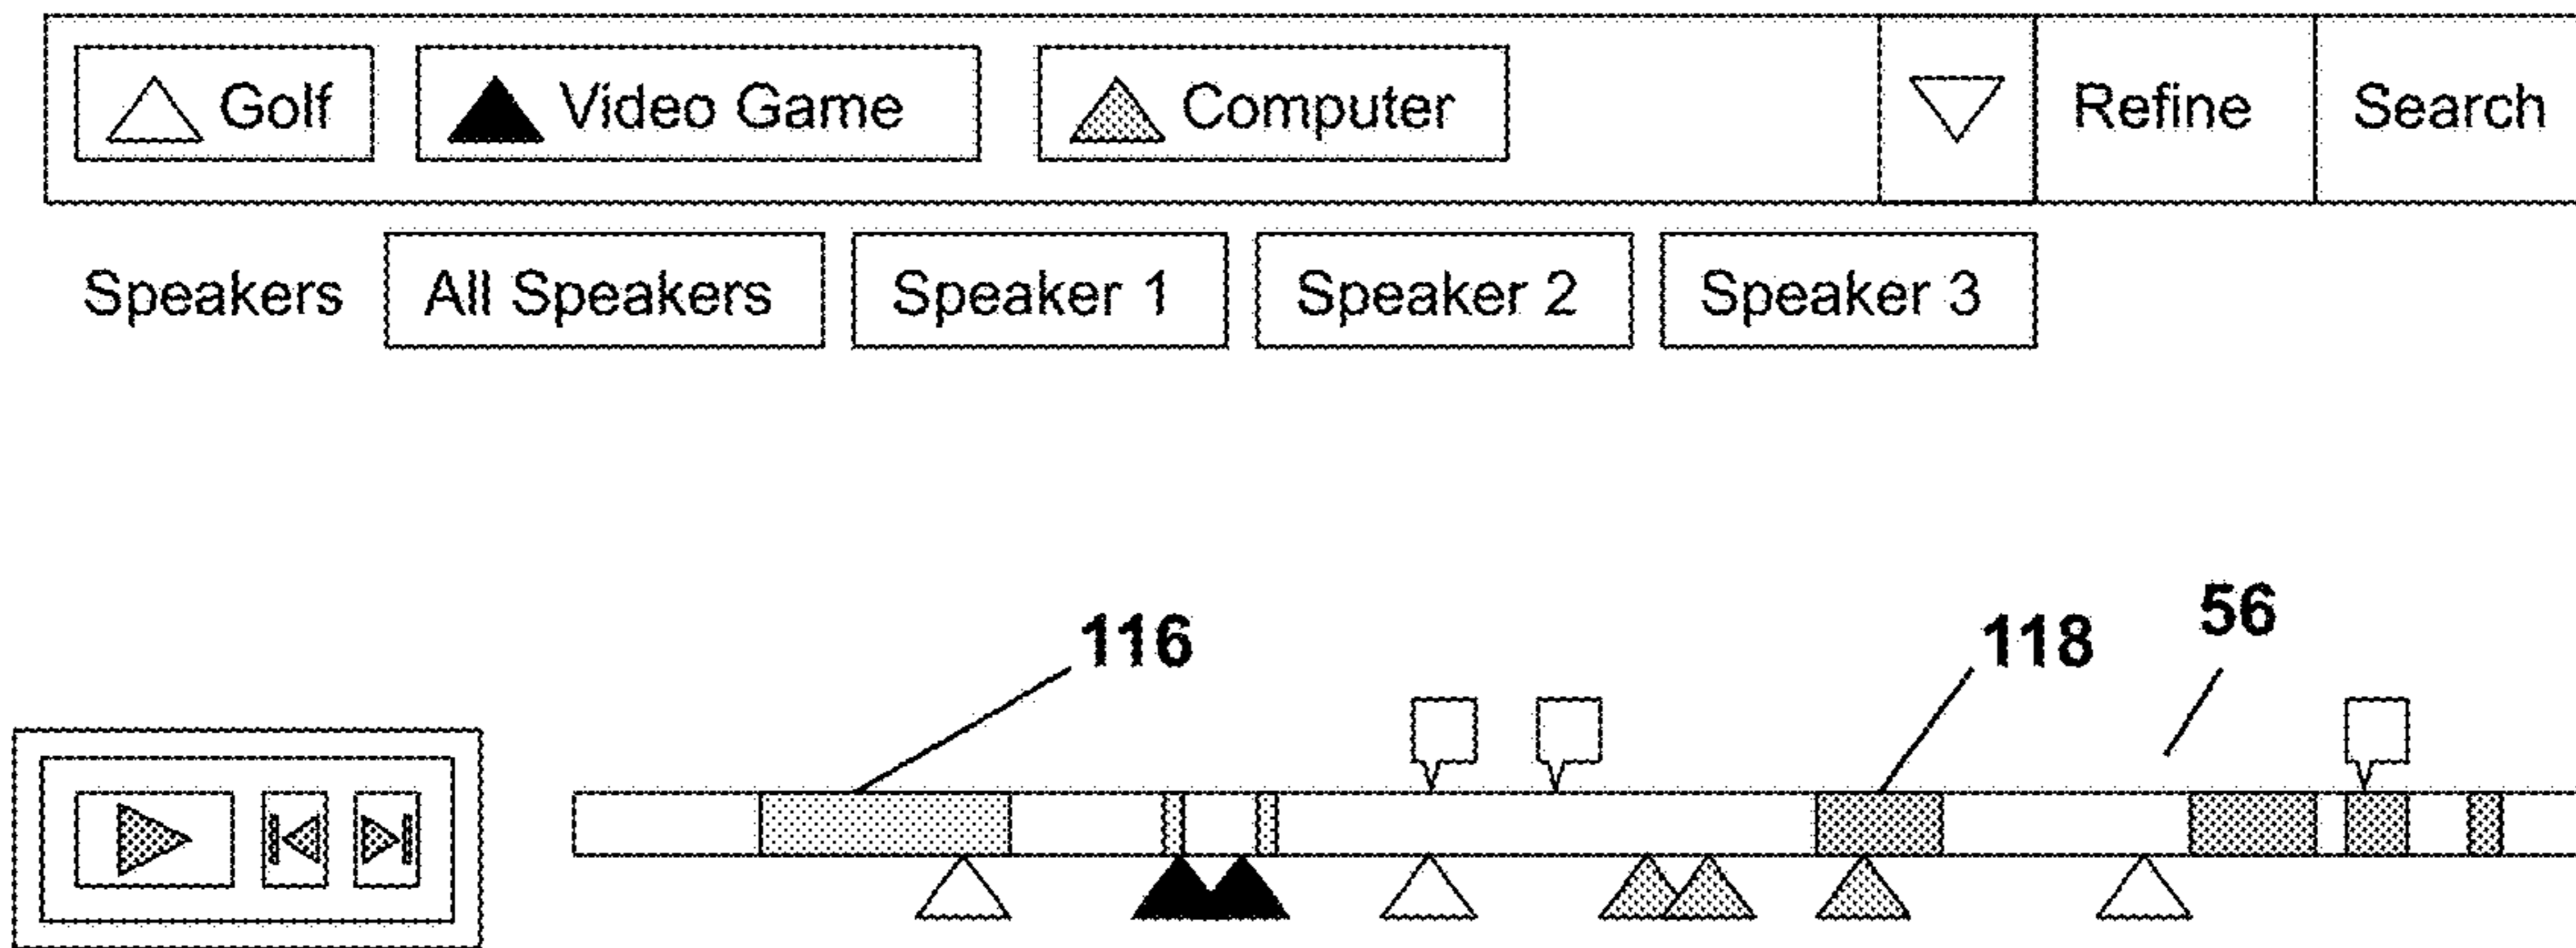 Golf Video Game Computer Refine Search
Speakers All Speakers Speaker 1 Speaker 2 Speaker 3
116 118 56